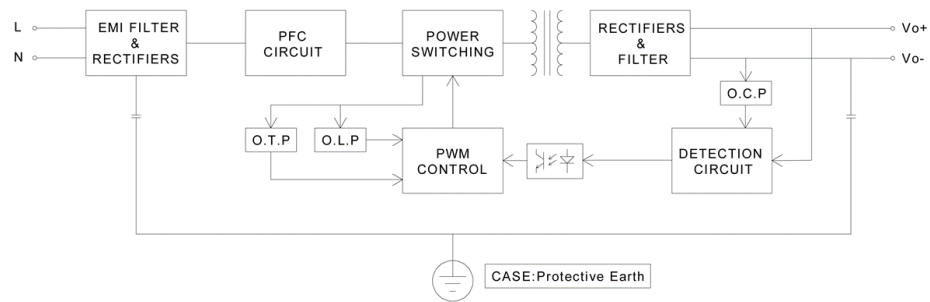 L
N
EMI FILTER
&
RECTIFIERS
PFC
CIRCUIT
POWER
SWITCHING
RECTIFIERS
&
FILTER
Vo+
Vo-
O.C.P
O.T.P
O.L.P
PWM
CONTROL
DETECTION
CIRCUIT
CASE:Protective Earth